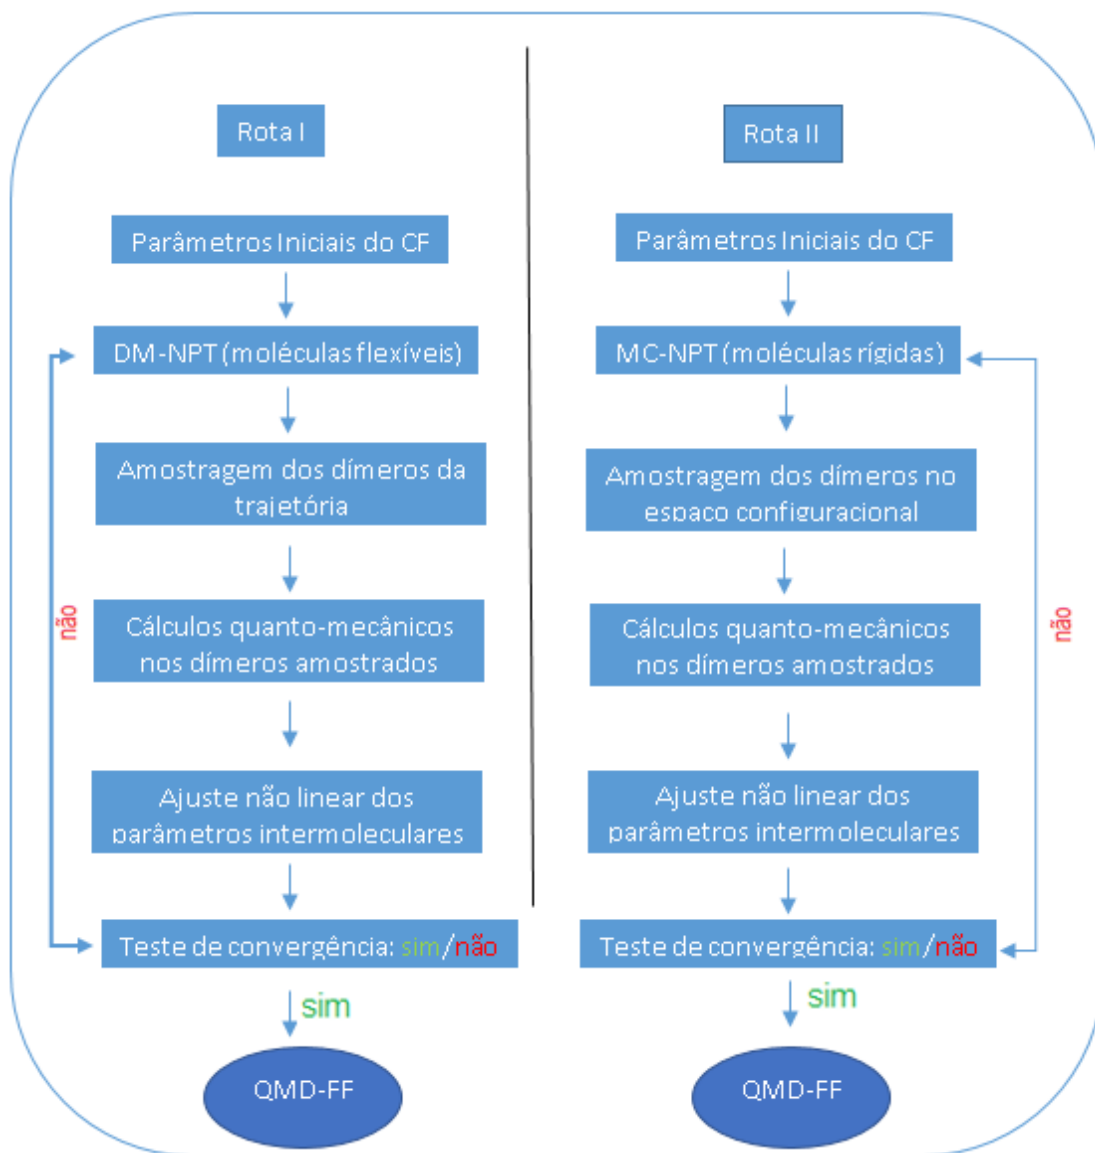 Rota I
Parâmetros Iniciais do CF
DM-NPT (moléculas flexíveis)
Amostragem dos dímeros da
trajetória
Cálculos quanto-mecânicos
nos dímeros amostrados
Ajuste não linear dos
parâmetros intermoleculares
Teste de convergência: sim/não
não
sim
QMD-FF
Rota II
Parâmetros Iniciais do CF
MC-NPT (moléculas rígidas)
Amostragem dos dímeros no
espaço configuracional
Cálculos quanto-mecânicos
nos dímeros amostrados
Ajuste não linear dos
parâmetros intermoleculares
Teste de convergência: sim/não
não
sim
QMD-FF